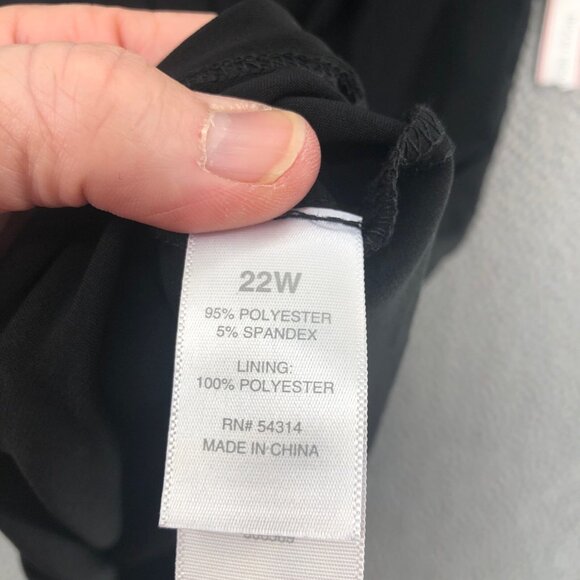 22W
95% POLYESTER
5% SPANDEX
LINING:
100% POLYESTER
RN# 54314
MADE IN CHINA